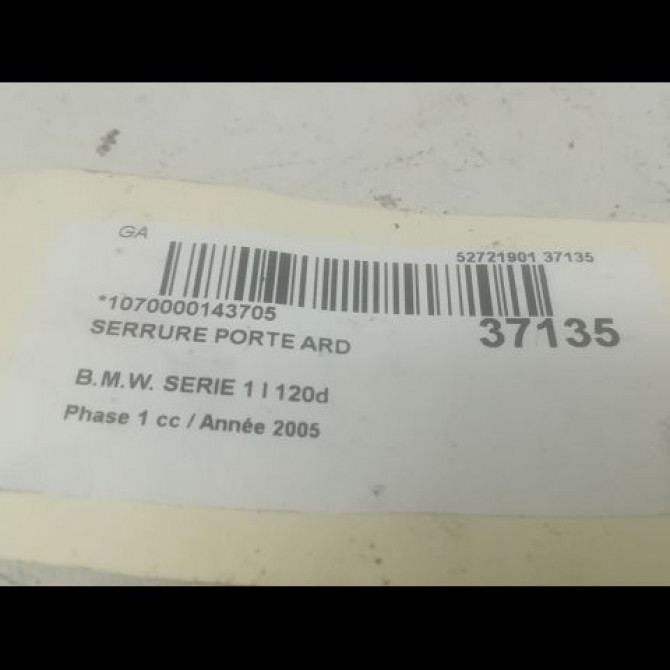 GA
52721901 37135
*1070000143705
37135
SERRURE PORTE ARD
B.M.W. SERIE 1 I 120d
Phase 1 cc / Année 2005